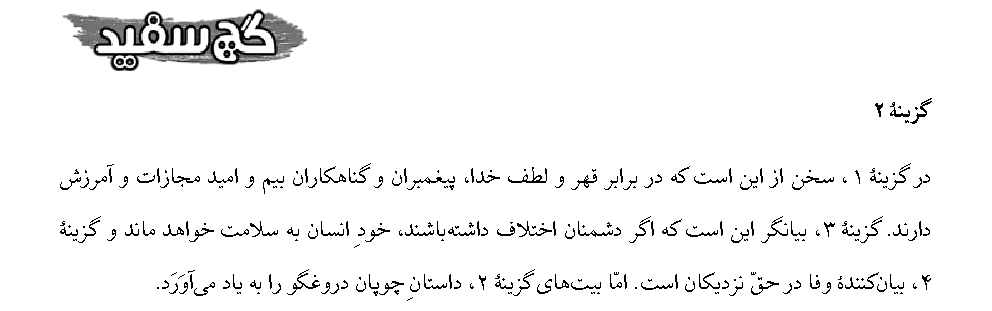 گچ سفید
گزینهٔ ۲
در گزینهٔ ۱، سخن از این است که در برابر قهر و لطف خدا، پیغمبران و گناهکاران بیم و امید مجازات و آمرزش
دارند. گزینهٔ ۳، بیانگر این است که اگر دشمنان اختلاف داشته‌باشند، خودِ انسان به سلامت خواهد ماند و گزینهٔ
۴، بیان‌کنندهٔ وفا در حقّ نزدیکان است. امّا بیت‌های گزینهٔ ۲، داستانِ چوپان دروغگو را به یاد می‌آوَرَد.